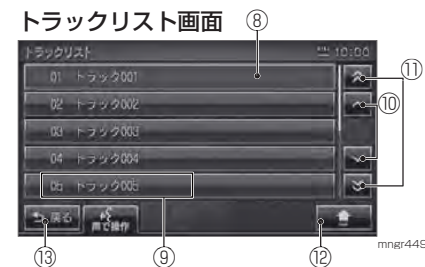 トラックリスト画面 ⑧
トラックリスト 10:00
01 トラック001
⑪
02 トラック002
⑩
03 トラック003
04 トラック004
05 トラック005
戻る 声で操作
mngr449
⑬ ⑨ ⑫